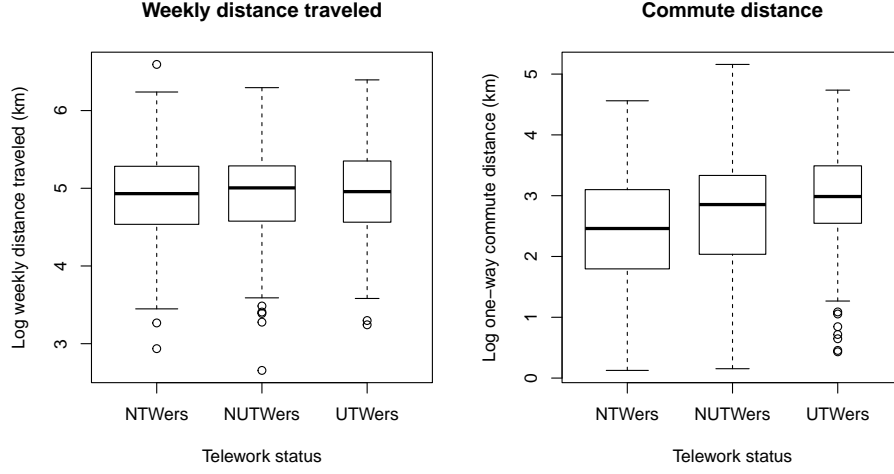 Weekly distance traveled
Log weekly distance traveled (km)
6
5
4
3
NTWers NUTWers UTWers
Telework status
Commute distance
Log one−way commute distance (km)
5
4
3
2
1
0
NTWers NUTWers UTWers
Telework status